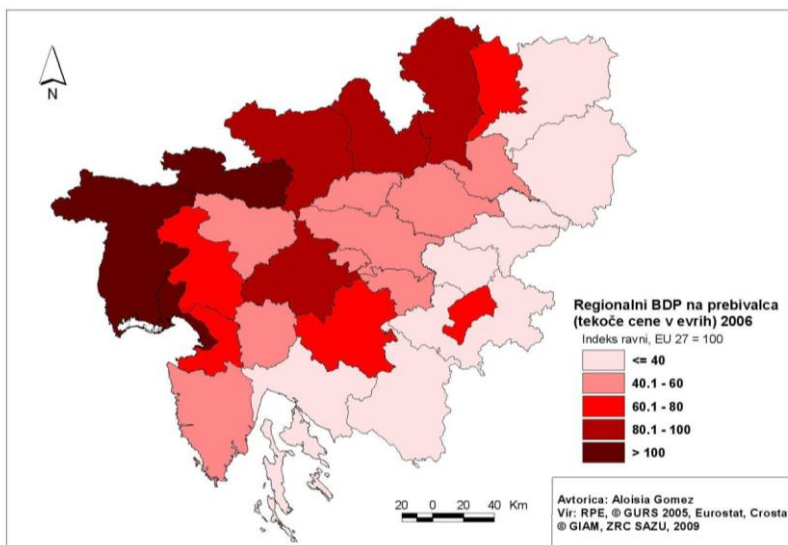 N
Regionalni BDP na prebivalca
(tekoče cene v evrih) 2006
Indeks ravni, EU 27 = 100
<= 40
40.1 - 60
60.1 - 80
80.1 - 100
> 100
20 0 20 40 Km
Avtorica: Aloisia Gomez
Vir: RPE, © GURS 2005, Eurostat, Crosta
© GIAM, ZRC SAZU, 2009